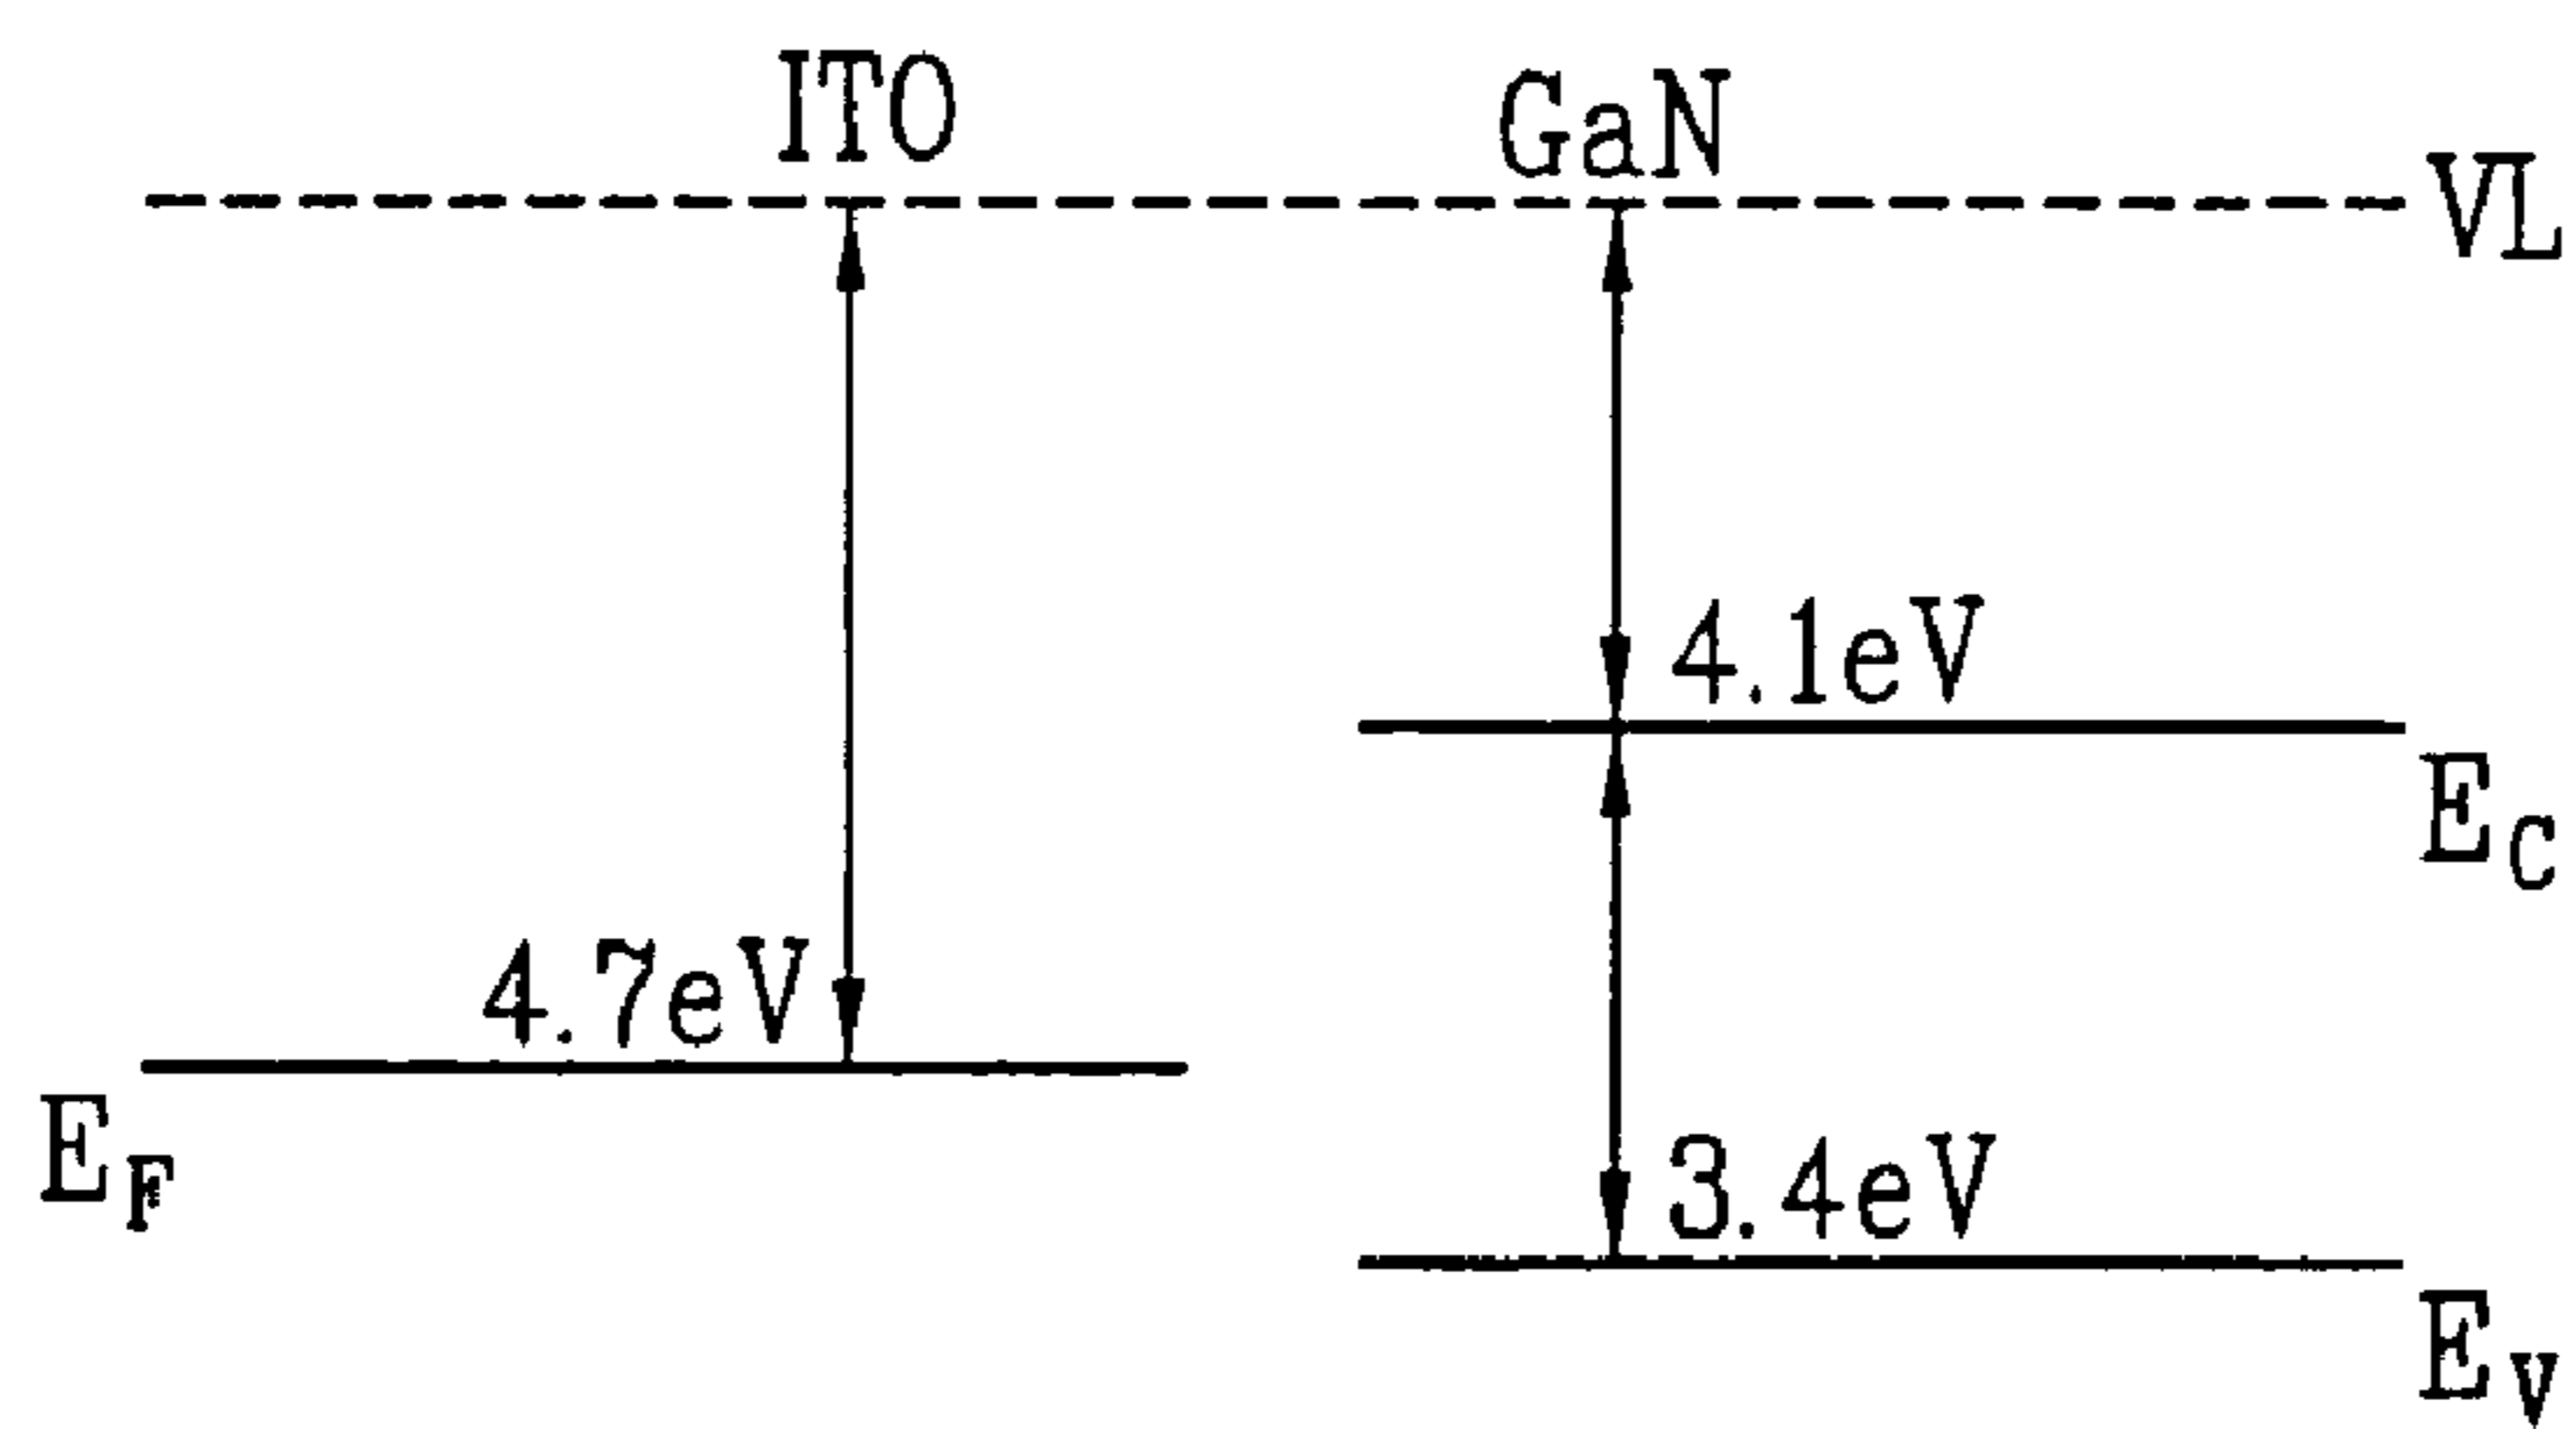 ITO
GaN
VL
4.1eV
E_C
4.7eV
E_F
3.4eV
E_V